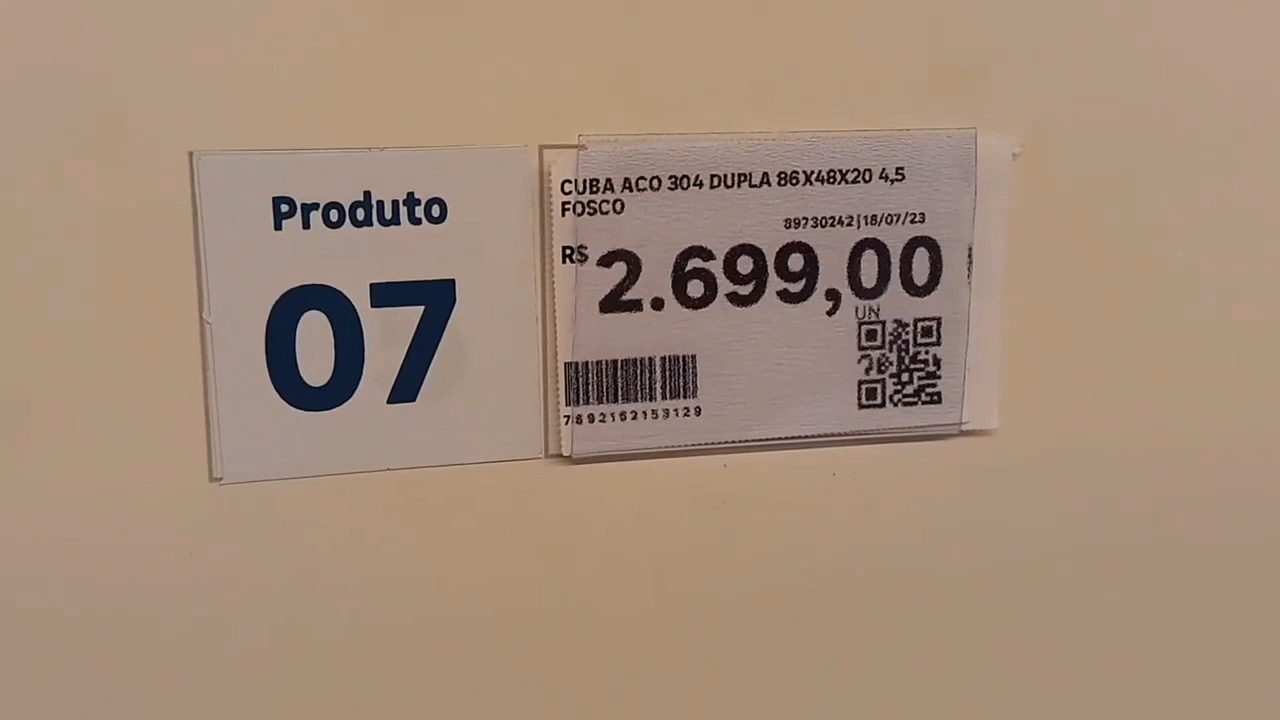 Produto
07
CUBA ACO 304 DUPLA 86X48X20 4,5
FOSCO
89730242|18/07/23
R$ 2.699,00
UN
7892162153129